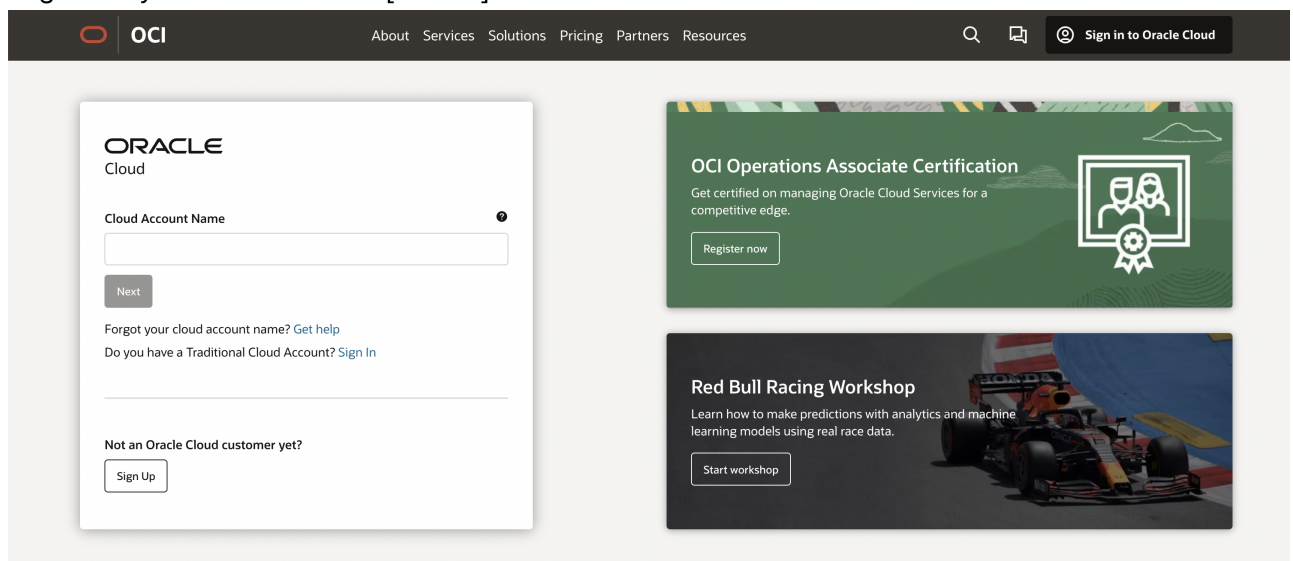 OCI
About Services Solutions Pricing Partners Resources
Sign in to Oracle Cloud
ORACLE
Cloud
Cloud Account Name
?
Next
Forgot your cloud account name? Get help
Do you have a Traditional Cloud Account? Sign In
Not an Oracle Cloud customer yet?
Sign Up
OCI Operations Associate Certification
Get certified on managing Oracle Cloud Services for a
competitive edge.
Register now
Red Bull Racing Workshop
Learn how to make predictions with analytics and machine
learning models using real race data.
Start workshop
HONDA